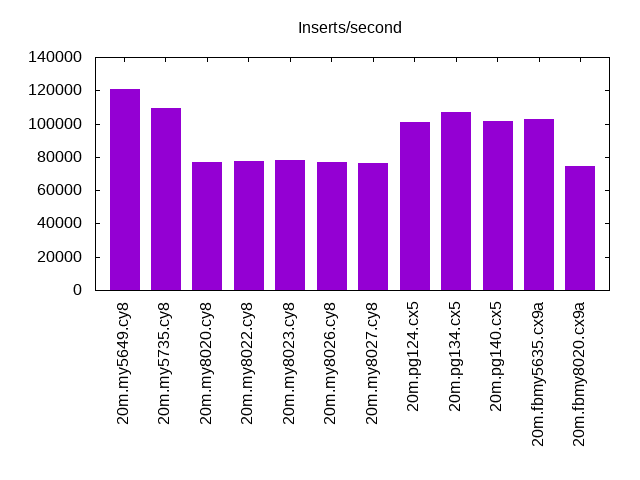 Inserts/second
140000
120000
100000
80000
60000
40000
20000
0
20m.my5649.cy8
20m.my5735.cy8
20m.my8020.cy8
20m.my8022.cy8
20m.my8023.cy8
20m.my8026.cy8
20m.my8027.cy8
20m.pg124.cx5
20m.pg134.cx5
20m.pg140.cx5
20m.fbmy5635.cx9a
20m.fbmy8020.cx9a